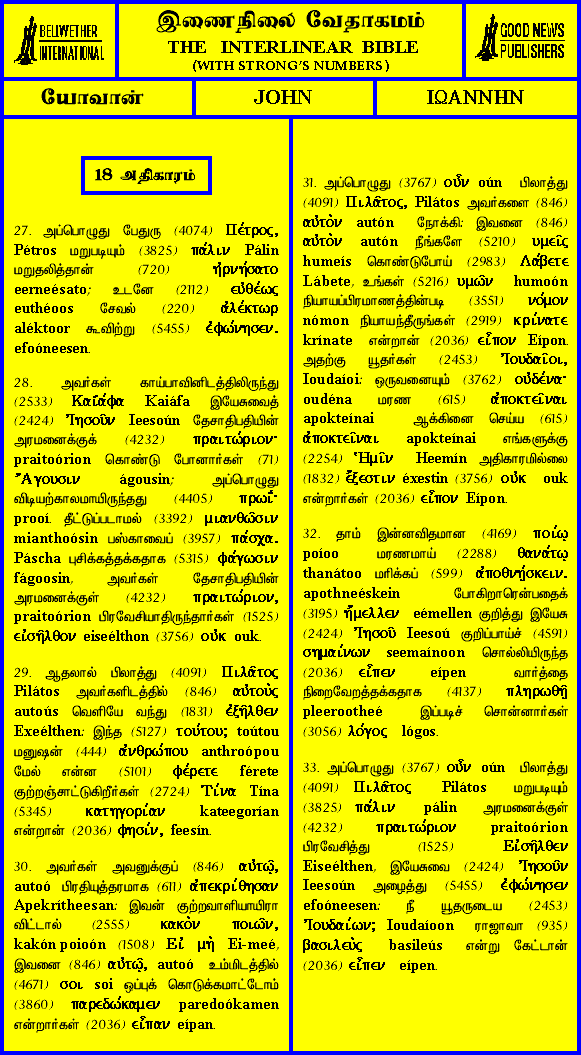 BELIWETHER
INTERNATIONAL
இணைநிலை வேதாகமம்
THE INTERLINEAR BIBLE
(WITH STRONG'S NUMBERS)
GOOD NEWS
PUBLISHERS
யோவான்
JOHN
ΙΩΑΝΝΗΝ
18 அதிகாரம்
27. அப்பொழுது பேதுரு (4074) Πέτρος,
Pétros மறுபடியும் (3825) πάλιν Pálin
மறுதலித்தான் (720) ἠρνήσατο
eerneésato; உடனே (2112) εὐθέως
euthéoos சேவல் (220) ἀλέκτωρ
aléktoor கூவிற்று (5455) ἐφώνησεν.
efoóneesen.
28. அவர்கள் காய்பாவினிடத்திலிருந்து
(2533) Καϊάφα Kaiáfa இயேசுவைத்
(2424) Ἰησοῦν Ieesoún தேசாதிபதியின்
அரமனைக்குக் (4232) πραιτώριον·
praitoórion கொண்டு போனார்கள் (71)
Ἄγουσιν ágousin; அப்பொழுது
விடியற்காலமாயிருந்தது (4405) πρωΐ·
prooí. தீட்டுப்படாமல் (3392) μιανθῶσιν
mianthoósin பஸ்காவைப் (3957) πάσχα.
Páscha புசிக்கத்தக்கதாக (5315) φάγωσιν
fágoosin, அவர்கள் தேசாதிபதியின்
அரமனைக்குள் (4232) πραιτώριον,
praitoórion பிரவேசியாதிருந்தார்கள் (1525)
εἰσῆλθον eiseélthon (3756) οὐκ ouk.
29. ஆதலால் பிலாத்து (4091) Πιλᾶτος
Pilátos அவர்களிடத்தில் (846) αὐτοὺς
autoús வெளியே வந்து (1831) ἐξῆλθεν
Exeélthen: இந்த (5127) τούτου; toútou
மனுஷன் (444) ἀνθρώπου anthroópou
மேல் என்ன (5101) φέρετε férete
குற்றஞ்சாட்டுகிறீர்கள் (2724) Τίνα Tína
(5345) κατηγορίαν kateegorían
என்றான் (2036) φησίν, feesín.
30. அவர்கள் அவனுக்குப் (846) αὐτῷ,
autoó பிரதியுத்தரமாக (611) ἀπεκρίθησαν
Apekrítheesan: இவன் குற்றவாளியாயிரா
விட்டால் (2555) κακὸν ποιῶν,
kakón poioón (1508) Εἰ μὴ Ei-meé,
இவனை (846) αὐτῷ, autoó உம்மிடத்தில்
(4671) σοι soi ஒப்புக் கொடுக்கமாட்டோம்
(3860) παρεδώκαμεν paredoókamen
என்றார்கள் (2036) εἶπαν eípan.
31. அப்பொழுது (3767) οὖν oún பிலாத்து
(4091) Πιλᾶτος, Pilátos அவர்களை (846)
αὐτὸν autón நோக்கி: இவனை (846)
αὐτὸν autón நீங்களே (5210) υμεῖς
humeís கொண்டுபோய் (2983) Λάβετε
Lábete, உங்கள் (5216) υμῶν humoón
நியாயப்பிரமாணத்தின்படி (3551) νόμον
nómon நியாயந்தீருங்கள் (2919) κρίνατε
krínate என்றான் (2036) εἶπον Eípon.
அதற்கு யூதர்கள் (2453) Ἰουδαῖοι,
Ioudaíoi: ஒருவனையும் (3762) οὐδένα·
oudéna மரண (615) ἀποκτεῖναι
apokteínai ஆக்கினை செய்ய (615)
ἀποκτεῖναι apokteínai எங்களுக்கு
(2254) Ἡμῖν Heemín அதிகாரமில்லை
(1832) ἔξεστιν éxestin (3756) οὐκ ouk
என்றார்கள் (2036) εἶπον Eípon.
32. தாம் இன்னவிதமான (4169) ποίῳ
poíoo மரணமாய் (2288) θανάτῳ
thanátoo மரிக்கப் (599) ἀποθνῄσκειν.
apothneéskein போகிறாரென்பதைக்
(3195) ἤμελλεν eémellen குறித்து இயேசு
(2424) Ἰησοῦ Ieesoú குறிப்பாய்ச் (4591)
σημαίνων seemaínoon சொல்லியிருந்த
(2036) εἶπεν eípen வார்த்தை
நிறைவேறத்தக்கதாக (4137) πληρωθῇ
pleerootheé இப்படிச் சொன்னார்கள்
(3056) λόγος lógos.
33. அப்பொழுது (3767) οὖν oún பிலாத்து
(4091) Πιλᾶτος Pilátos மறுபடியும்
(3825) πάλιν pálin அரமனைக்குள்
(4232) πραιτώριον praitoórion
பிரவேசித்து (1525) Εἰσῆλθεν
Eiseélthen, இயேசுவை (2424) Ἰησοῦν
Ieesoún அழைத்து (5455) ἐφώνησεν
efoóneesen: நீ யூதருடைய (2453)
Ἰουδαίων; Ioudaíoon ராஜாவா (935)
βασιλεὺς basileús என்று கேட்டான்
(2036) εἶπεν eípen.